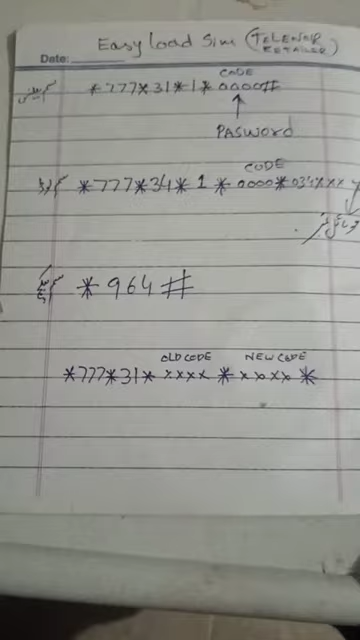 Easy Load Sim (TELENOR RETAILER)
Date:
CODE
*777*31*1*0000#
PASWORD
CODE
*777*34*1*0000*034XXX
*964#
OLD CODE NEW CODE
*777*31*xxxx*xxxx*